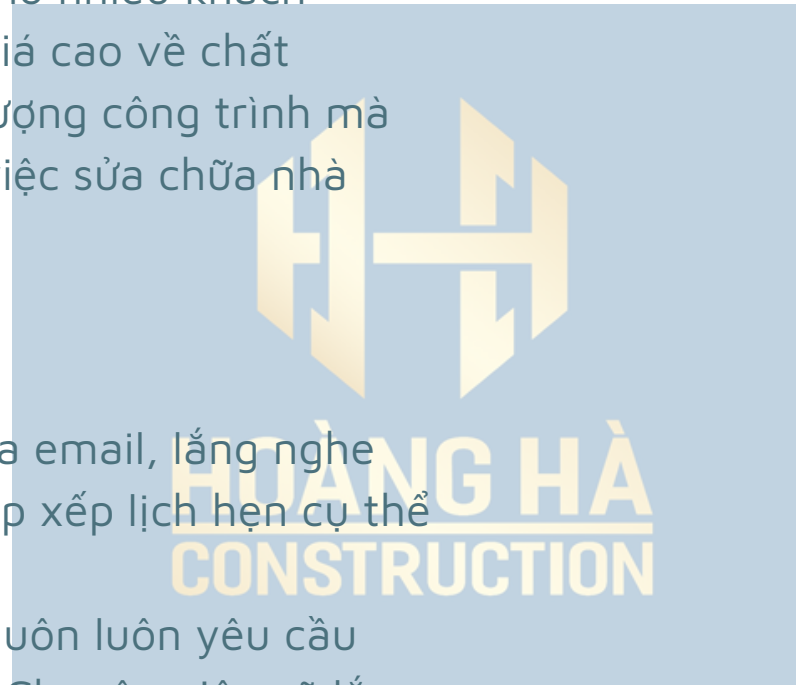 iá cao về chất
ượng công trình mà
iệc sửa chữa nhà
a email, lắng nghe
HOÀNG HÀ
p xếp lịch hẹn cụ thể
CONSTRUCTION
uôn luôn yêu cầu